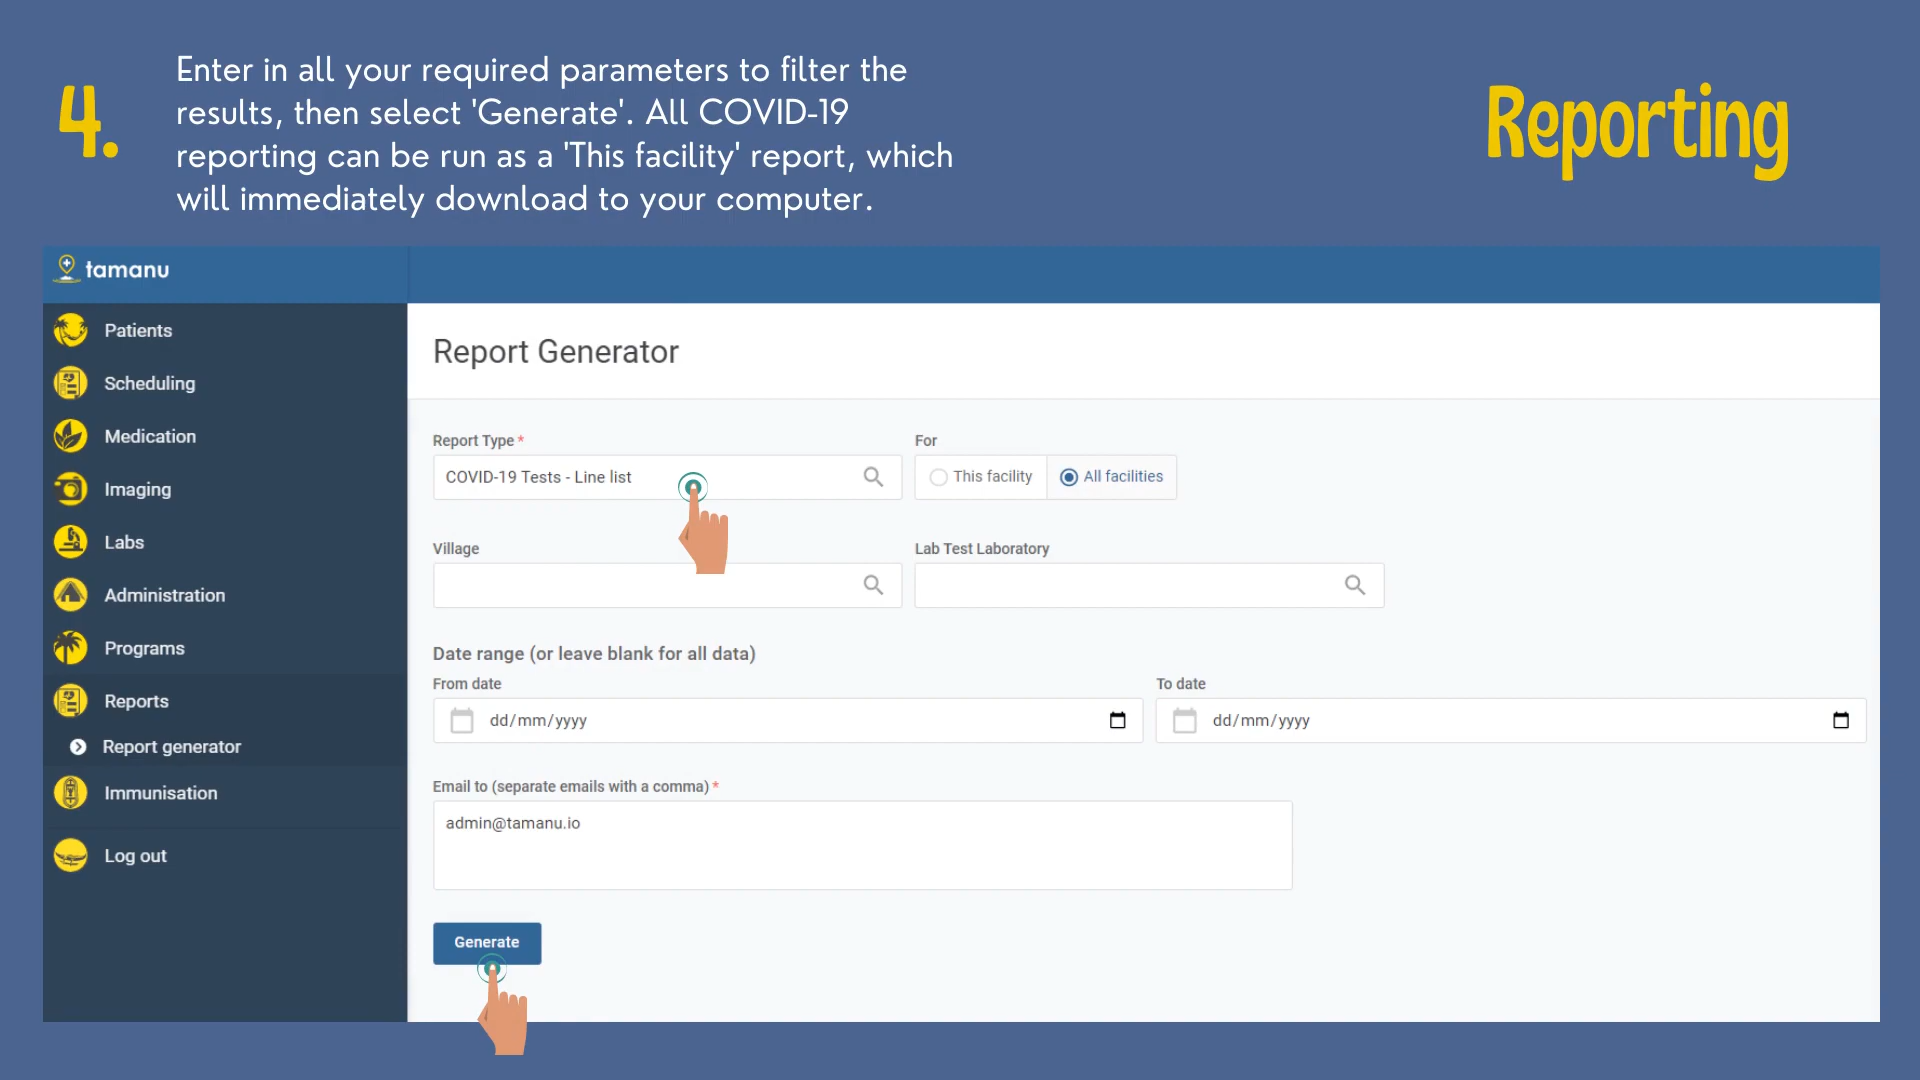 4.
Enter in all your required parameters to filter the
results, then select 'Generate'. All COVID-19
reporting can be run as a 'This facility' report, which
will immediately download to your computer.
Reporting
tamanu
Patients
Scheduling
Medication
Imaging
Labs
Administration
Programs
Reports
Report generator
Immunisation
Log out
Report Generator
Report Type *
For
COVID-19 Tests - Line list
This facility
All facilities
Village
Lab Test Laboratory
Date range (or leave blank for all data)
From date
To date
dd/mm/yyyy
dd/mm/yyyy
Email to (separate emails with a comma) *
admin@tamanu.io
Generate